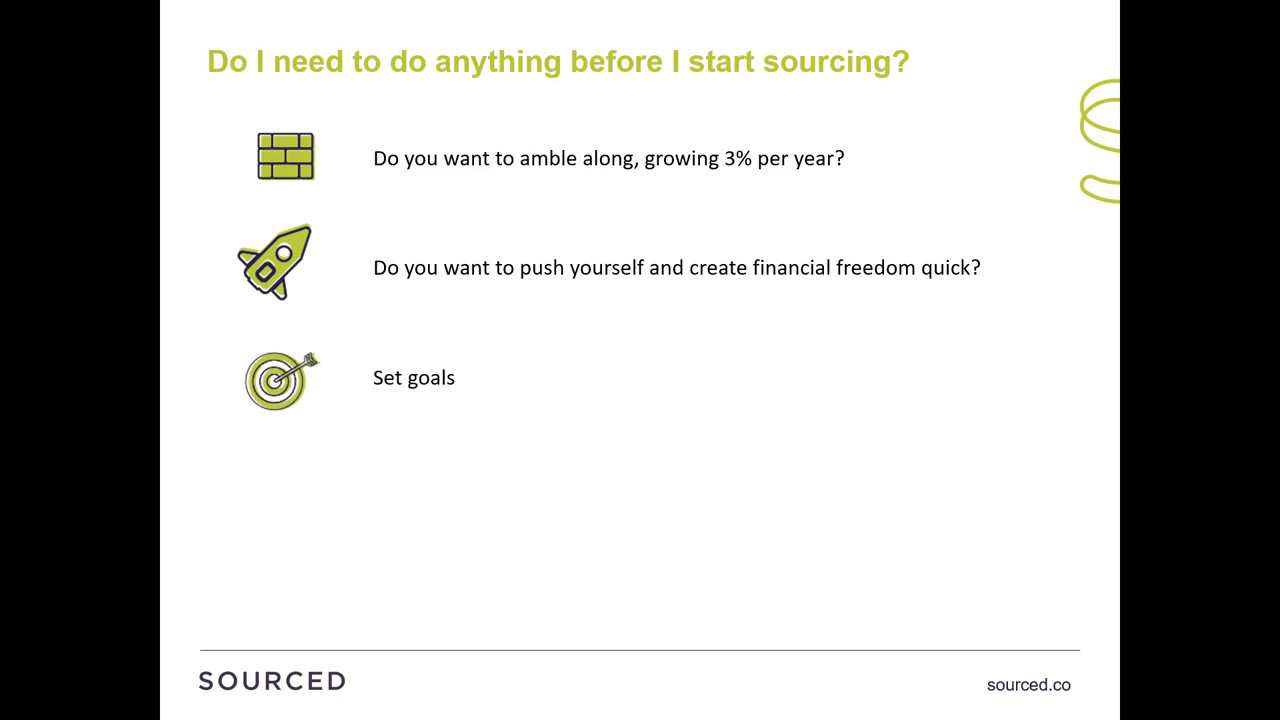 Do I need to do anything before I start sourcing?
Do you want to amble along, growing 3% per year?
Do you want to push yourself and create financial freedom quick?
Set goals
SOURCED
sourced.co